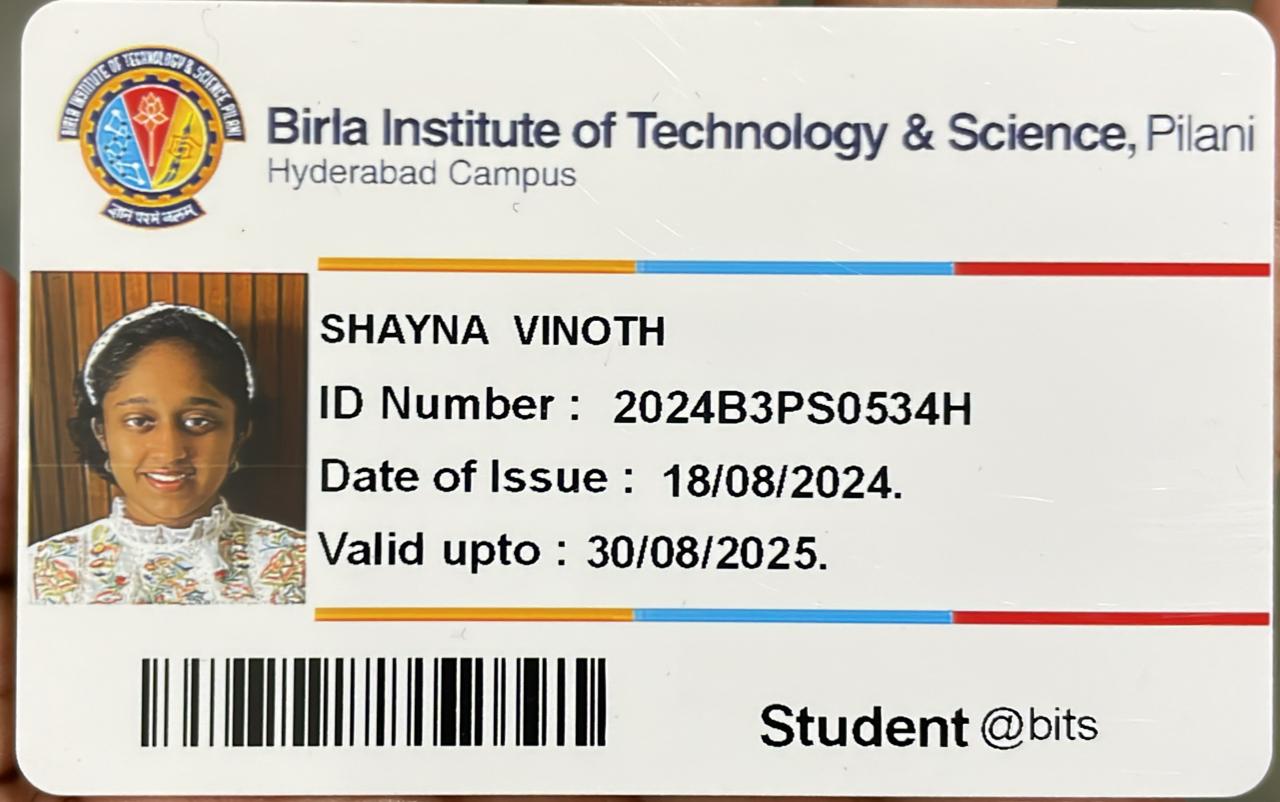 BIRLA INSTITUTE OF TECHNOLOGY & SCIENCE, PILANI
ज्ञानं परमं बलम्
Birla Institute of Technology & Science, Pilani
Hyderabad Campus
SHAYNA VINOTH
ID Number : 2024B3PS0534H
Date of Issue : 18/08/2024.
Valid upto : 30/08/2025.
Student @bits